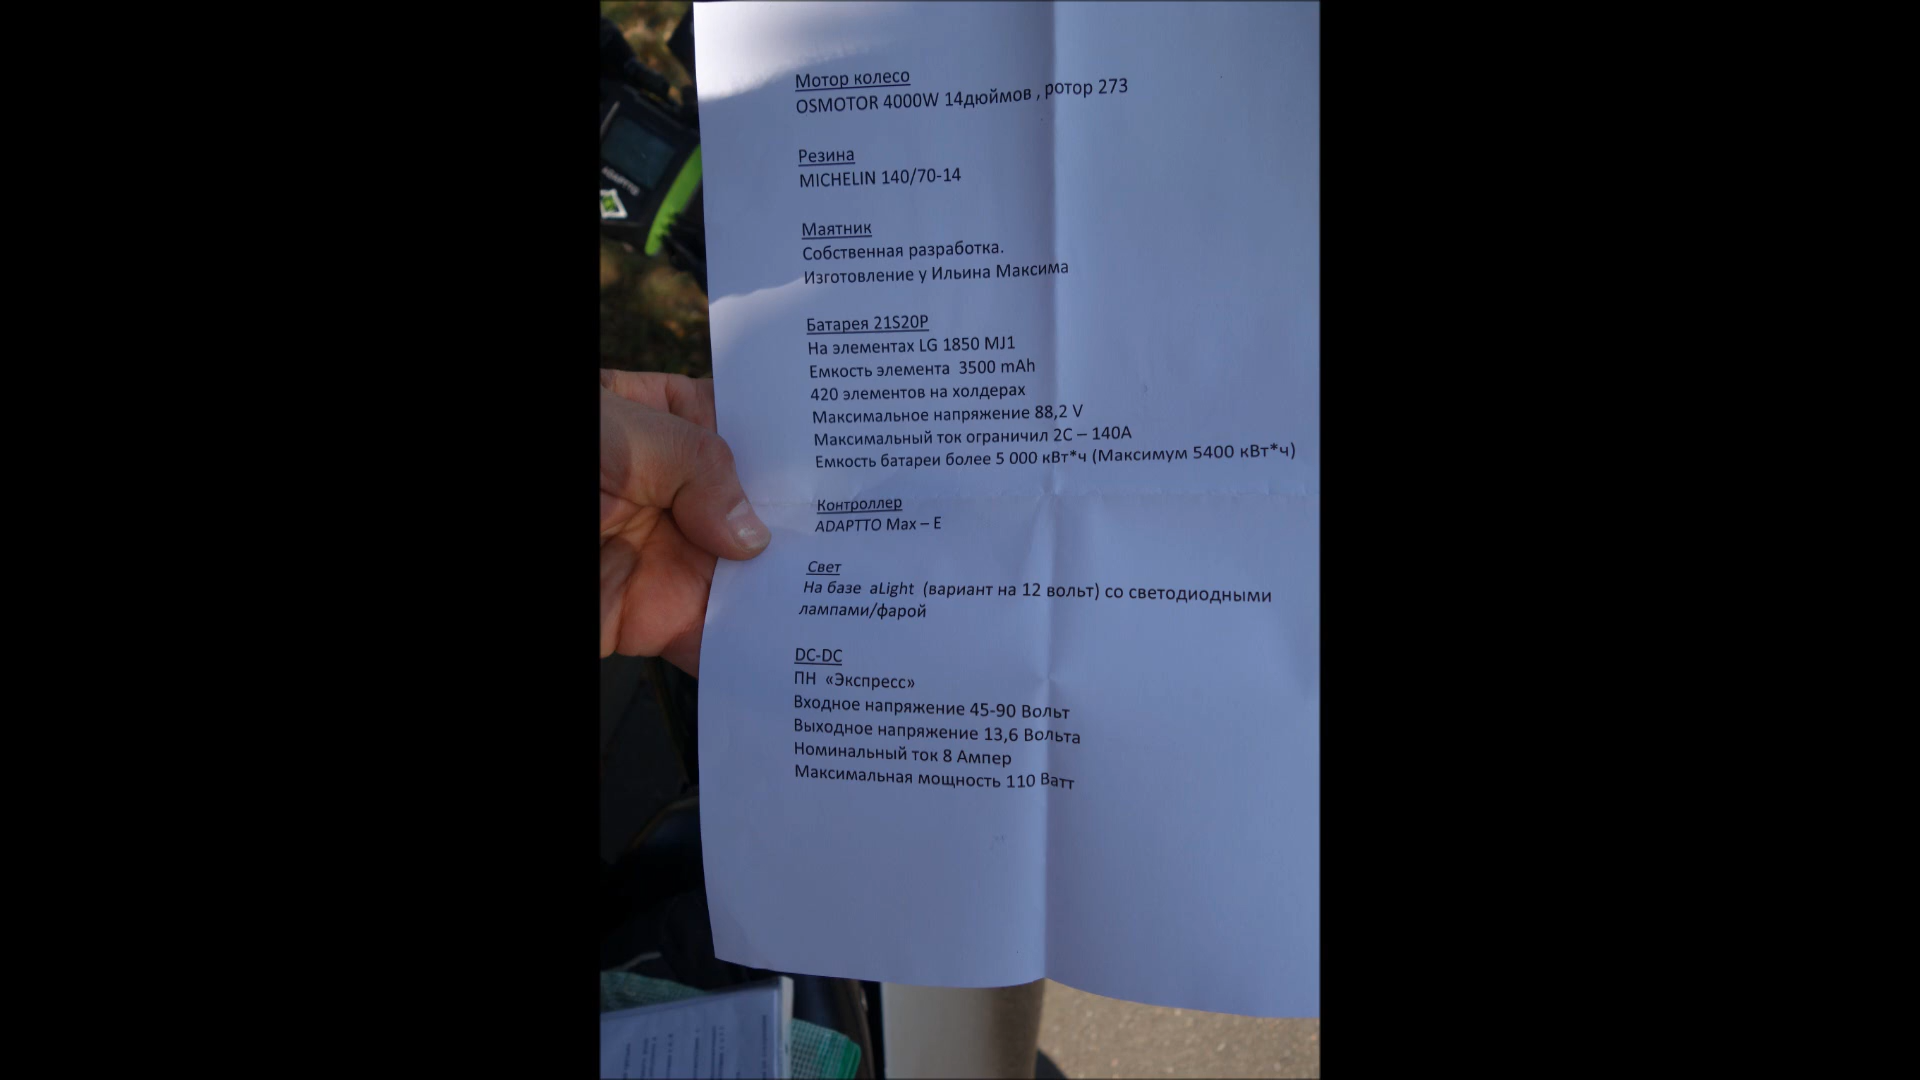 Мотор колесо
OSMOTOR 4000W 14дюймов , ротор 273
Резина
MICHELIN 140/70-14
Маятник
Собственная разработка.
Изготовление у Ильина Максима
Батарея 21S20P
На элементах LG 1850 MJ1
Емкость элемента 3500 mAh
420 элементов на холдерах
Максимальное напряжение 88,2 V
Максимальный ток ограничил 2С – 140А
Емкость батареи более 5 000 кВт*ч (Максимум 5400 кВт*ч)
Контроллер
ADAPTTO Max – E
Свет
На базе aLight (вариант на 12 вольт) со светодиодными
лампами/фарой
DC-DC
ПН «Экспресс»
Входное напряжение 45-90 Вольт
Выходное напряжение 13,6 Вольта
Номинальный ток 8 Ампер
Максимальная мощность 110 Ватт
ADAPTTO